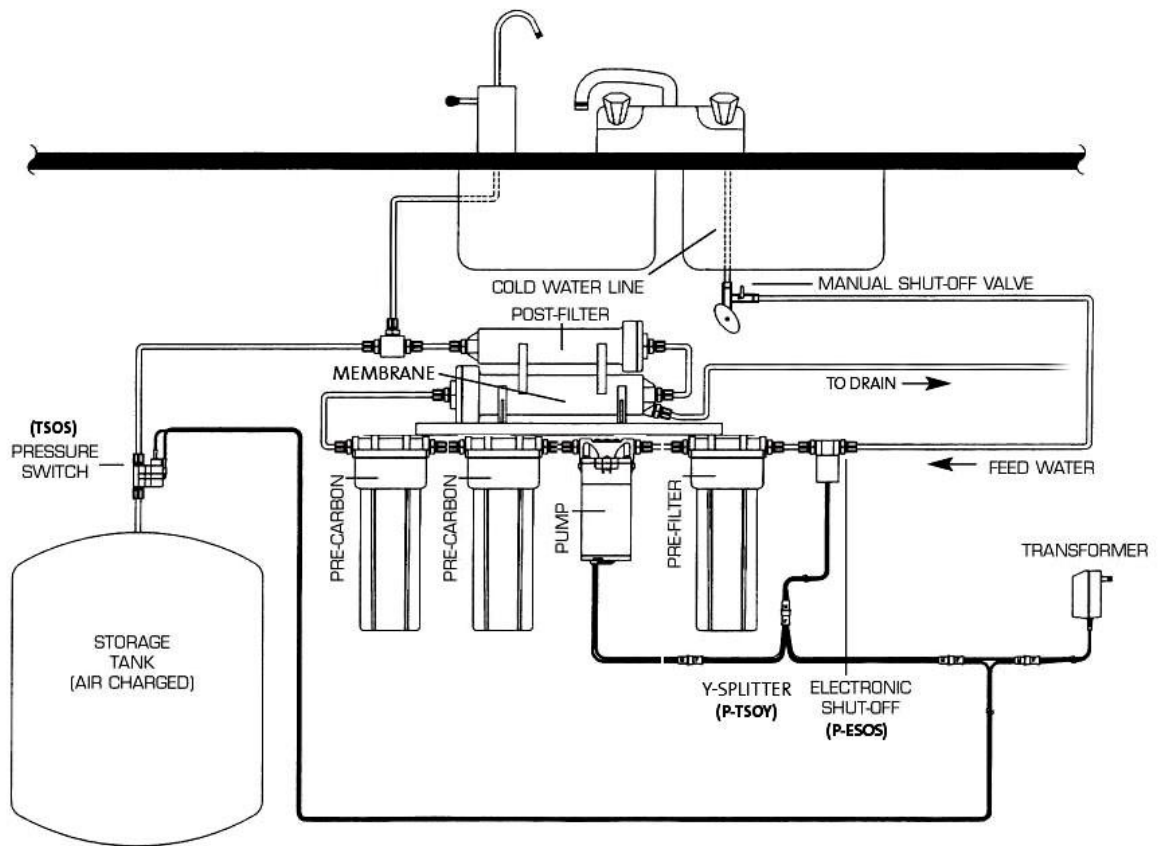 COLD WATER LINE
MANUAL SHUT-OFF VALVE
POST-FILTER
MEMBRANE
TO DRAIN
(TSOS)
PRESSURE
SWITCH
FEED WATER
PRE-CARBON
PRE-CARBON
PUMP
PRE-FILTER
TRANSFORMER
STORAGE
TANK
(AIR CHARGED)
Y-SPLITTER
(P-TSOY)
ELECTRONIC
SHUT-OFF
(P-ESOS)